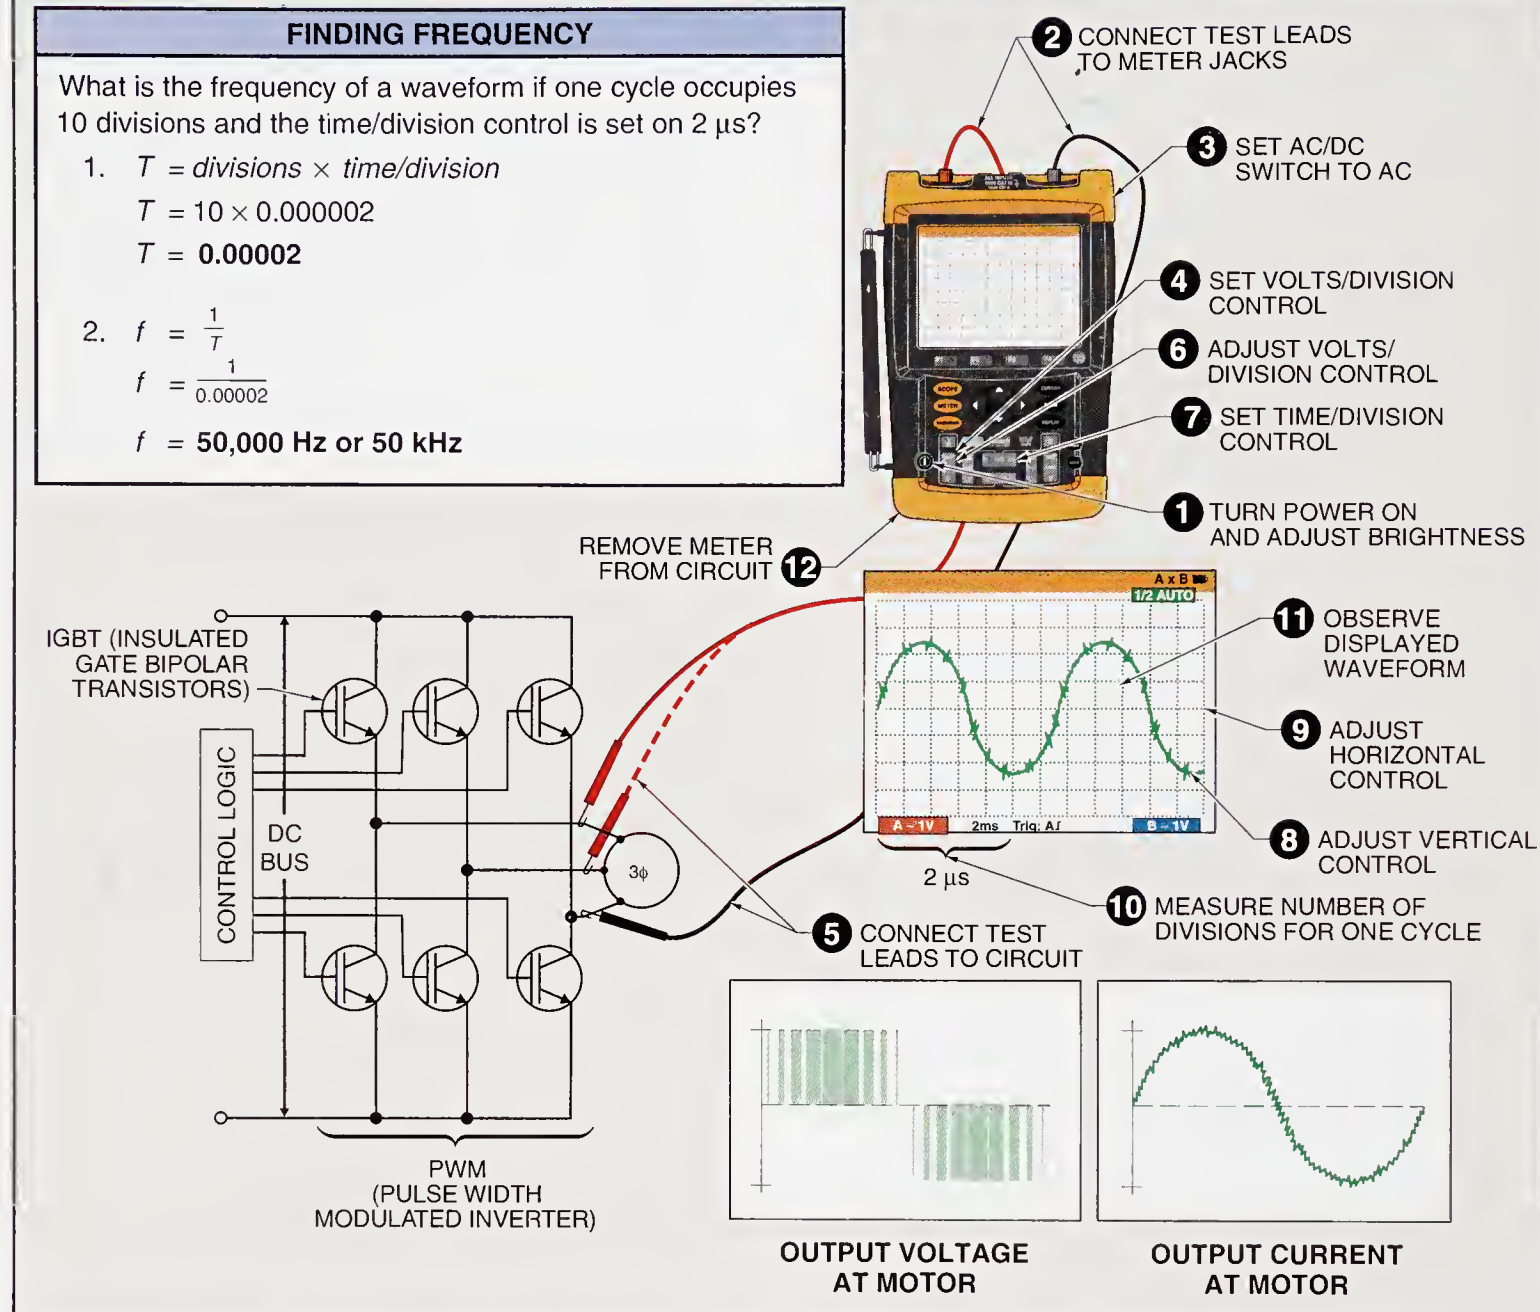 FINDING FREQUENCY
What is the frequency of a waveform if one cycle occupies
10 divisions and the time/division control is set on 2 μs?
1. T = divisions × time/division
T = 10 × 0.000002
T = 0.00002
2. f = 1/T
f = 1/0.00002
f = 50,000 Hz or 50 kHz
2 CONNECT TEST LEADS
TO METER JACKS
3 SET AC/DC
SWITCH TO AC
4 SET VOLTS/DIVISION
CONTROL
6 ADJUST VOLTS/
DIVISION CONTROL
7 SET TIME/DIVISION
CONTROL
1 TURN POWER ON
AND ADJUST BRIGHTNESS
SCOPE
METER
REMOVE METER
FROM CIRCUIT 12
A x B
1/2 AUTO
11 OBSERVE
DISPLAYED
WAVEFORM
9 ADJUST
HORIZONTAL
CONTROL
8 ADJUST VERTICAL
CONTROL
A ~ 1V 2ms Trig: A∫ B ~ 1V
2 μs
10 MEASURE NUMBER OF
DIVISIONS FOR ONE CYCLE
5 CONNECT TEST
LEADS TO CIRCUIT
IGBT (INSULATED
GATE BIPOLAR
TRANSISTORS)
CONTROL LOGIC
DC
BUS
3ϕ
PWM
(PULSE WIDTH
MODULATED INVERTER)
OUTPUT VOLTAGE
AT MOTOR
OUTPUT CURRENT
AT MOTOR